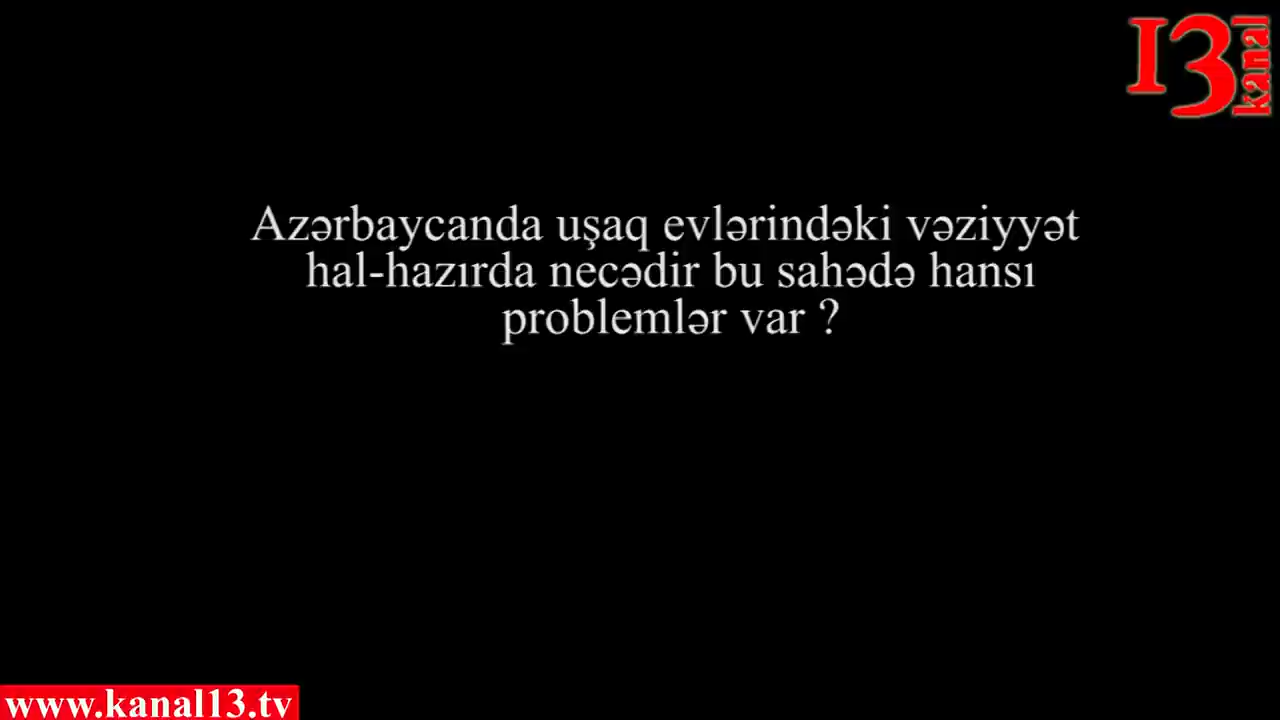 13 kanal
Azərbaycanda uşaq evlərindəki vəziyyət
hal-hazırda necədir bu sahədə hansı
problemlər var ?
www.kanal13.tv